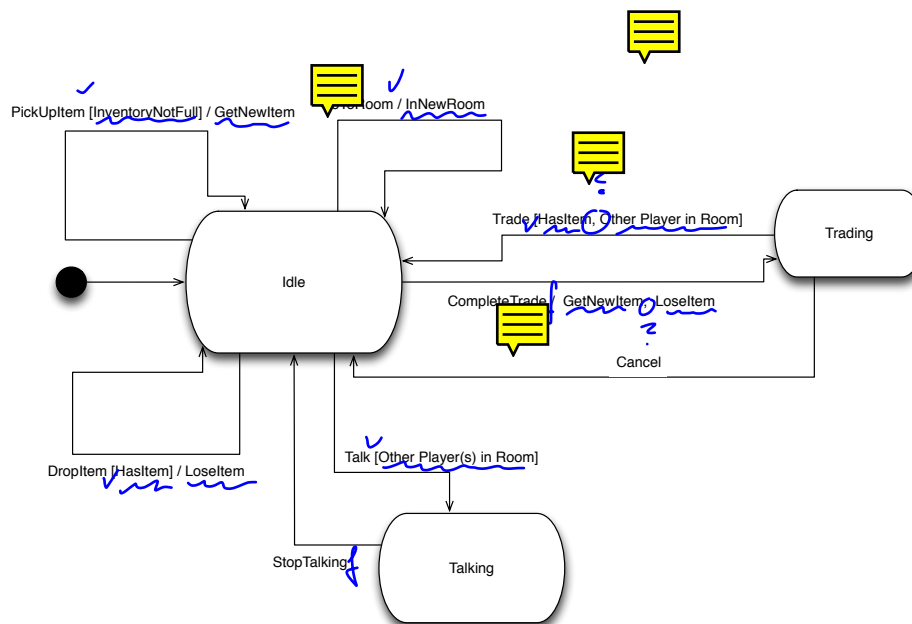 PickUpItem [InventoryNotFull] / GetNewItem
Room / InNewRoom
?
Trade [HasItem, Other Player in Room]
Trading
Idle
CompleteTrade / GetNewItem, LoseItem
?
Cancel
Talk [Other Player(s) in Room]
DropItem [HasItem] / LoseItem
StopTalking
Talking